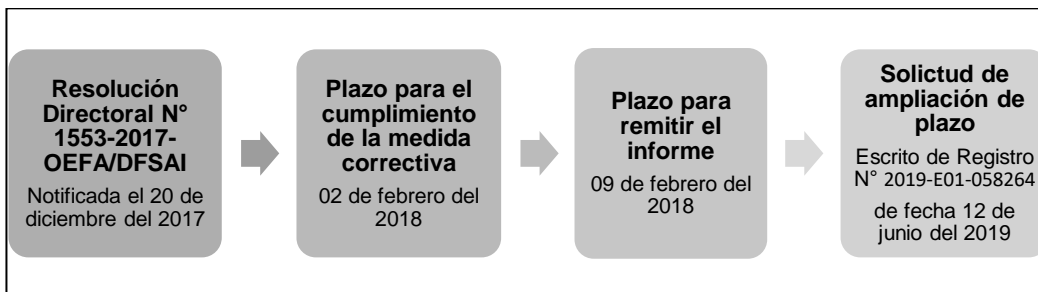 Resolución
Directoral N°
1553-2017-
OEFA/DFSAI
Notificada el 20 de
diciembre del 2017
Plazo para el
cumplimiento
de la medida
correctiva
02 de febrero del
2018
Plazo para
remitir el
informe
09 de febrero del
2018
Solictud de
ampliación de
plazo
Escrito de Registro
N° 2019-E01-058264
de fecha 12 de
junio del 2019